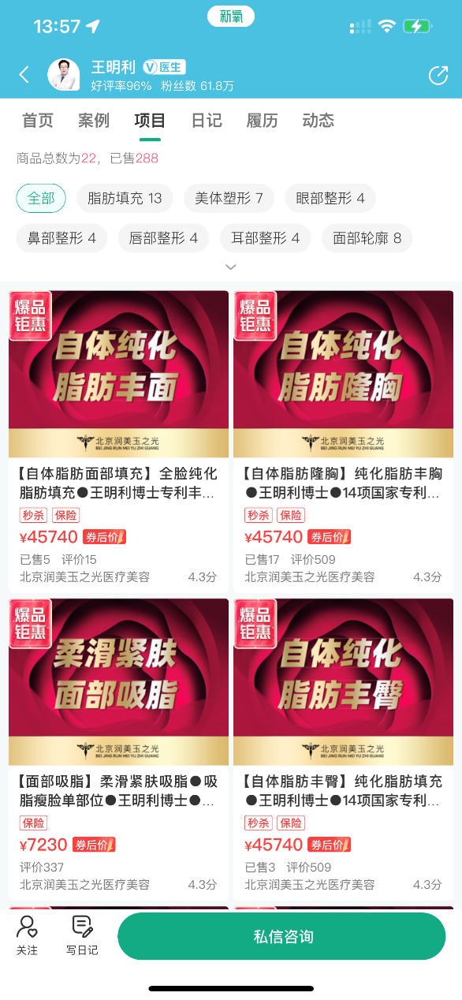 新氧
13:57
王明利 V医生
好评率96% 粉丝数 61.8万
首页 案例 项目 日记 履历 动态
商品总数为22，已售288
全部 脂肪填充 13 美体塑形 7 眼部整形 4
鼻部整形 4 唇部整形 4 耳部整形 4 面部轮廓 8
爆品
钜惠
自体纯化
脂肪丰面
北京润美玉之光
BEI JING RUN MEI YU ZHI GUANG
【自体脂肪面部填充】全脸纯化
脂肪填充●王明利博士专利丰...
秒杀 保险
¥45740 券后价
已售5 评价15
北京润美玉之光医疗美容 4.3分
爆品
钜惠
自体纯化
脂肪隆胸
北京润美玉之光
BEI JING RUN MEI YU ZHI GUANG
【自体脂肪隆胸】纯化脂肪丰胸
●王明利博士●14项国家专利...
秒杀 保险
¥45740 券后价
已售17 评价509
北京润美玉之光医疗美容 4.3分
爆品
钜惠
柔滑紧肤
面部吸脂
北京润美玉之光
BEI JING RUN MEI YU ZHI GUANG
【面部吸脂】柔滑紧肤吸脂●吸
脂瘦脸单部位●王明利博士●...
保险
¥7230 券后价
评价337
北京润美玉之光医疗美容 4.3分
爆品
钜惠
自体纯化
脂肪丰臀
北京润美玉之光
BEI JING RUN MEI YU ZHI GUANG
【自体脂肪丰臀】纯化脂肪填充
●王明利博士●14项国家专利...
秒杀 保险
¥45740 券后价
已售3 评价509
北京润美玉之光医疗美容 4.3分
关注 写日记 私信咨询